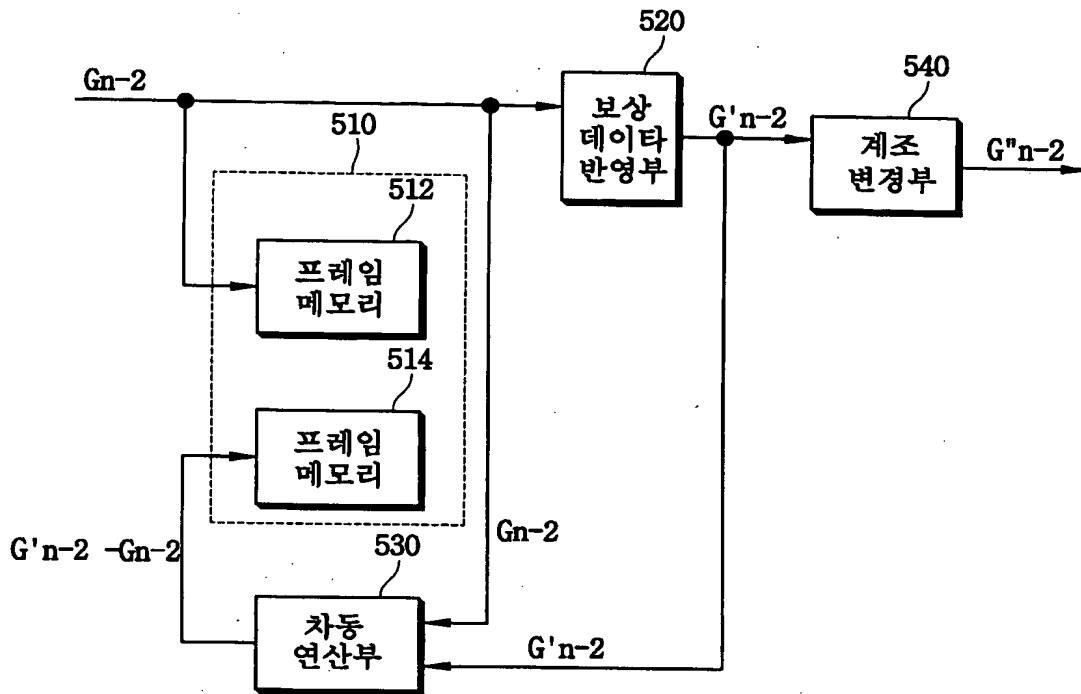 520
540
Gn-2
보상
데이타
반영부
G'n-2
계조
변경부
G"n-2
510
512
프레임
메모리
514
프레임
메모리
Gn-2
G'n-2 -Gn-2
530
차동
연산부
G'n-2